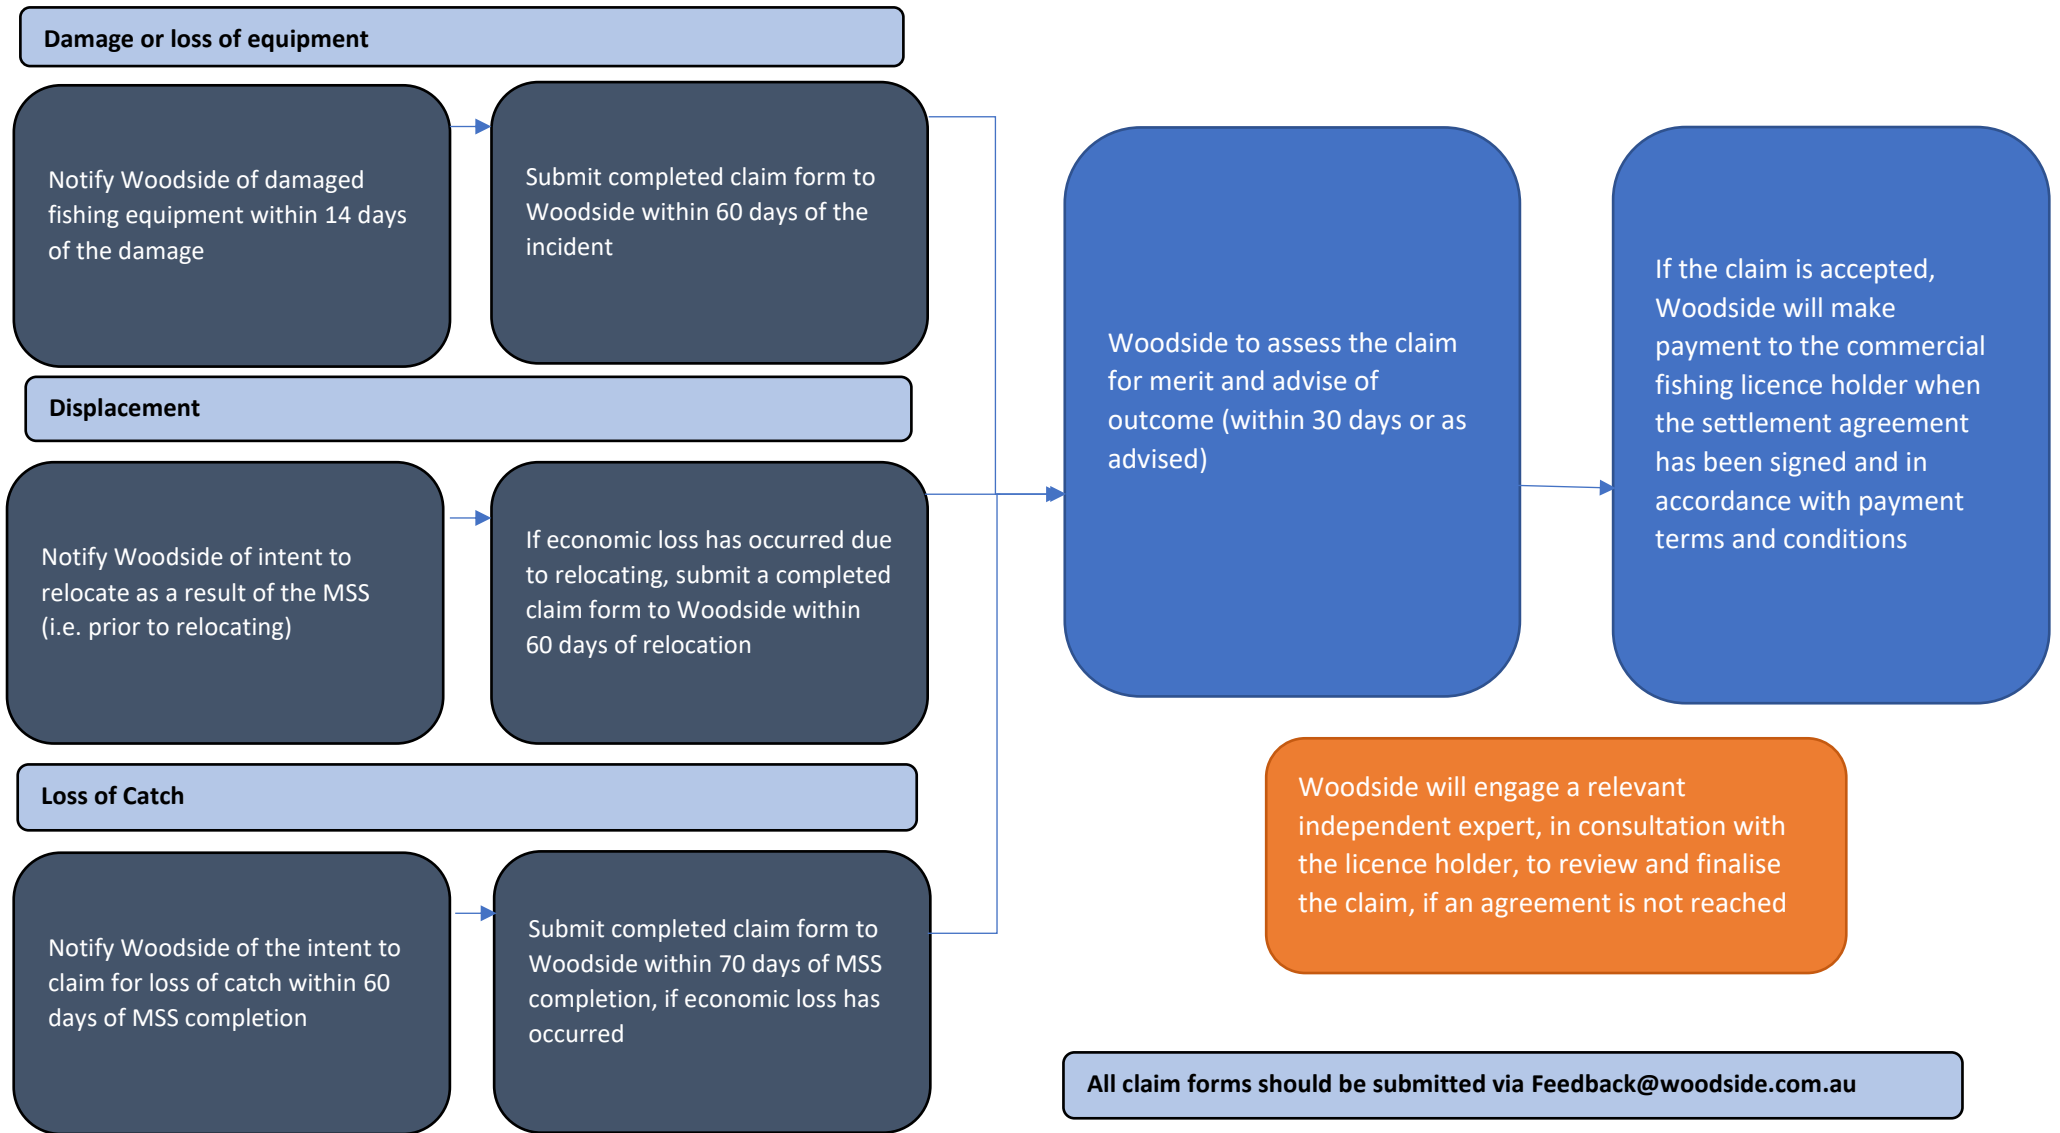 Damage or loss of equipment
Notify Woodside of damaged
fishing equipment within 14 days
of the damage
Submit completed claim form to
Woodside within 60 days of the
incident
Displacement
Notify Woodside of intent to
relocate as a result of the MSS
(i.e. prior to relocating)
If economic loss has occurred due
to relocating, submit a completed
claim form to Woodside within
60 days of relocation
Loss of Catch
Notify Woodside of the intent to
claim for loss of catch within 60
days of MSS completion
Submit completed claim form to
Woodside within 70 days of MSS
completion, if economic loss has
occurred
Woodside to assess the claim
for merit and advise of
outcome (within 30 days or as
advised)
If the claim is accepted,
Woodside will make
payment to the commercial
fishing licence holder when
the settlement agreement
has been signed and in
accordance with payment
terms and conditions
Woodside will engage a relevant
independent expert, in consultation with
the licence holder, to review and finalise
the claim, if an agreement is not reached
All claim forms should be submitted via Feedback@woodside.com.au